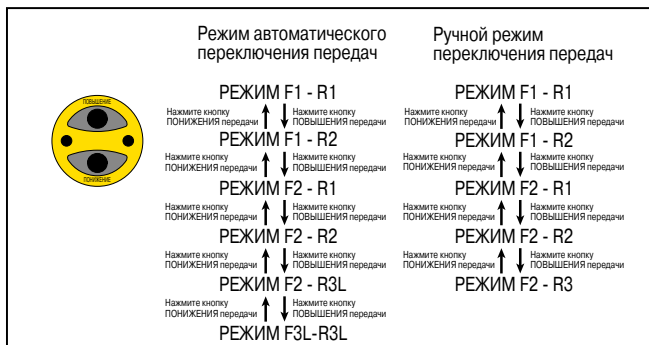 Режим автоматического
переключения передач
РЕЖИМ F1 - R1
Нажмите кнопку
ПОНИЖЕНИЯ передачи
Нажмите кнопку
ПОВЫШЕНИЯ передачи
РЕЖИМ F1 - R2
Нажмите кнопку
ПОНИЖЕНИЯ передачи
Нажмите кнопку
ПОВЫШЕНИЯ передачи
РЕЖИМ F2 - R1
Нажмите кнопку
ПОНИЖЕНИЯ передачи
Нажмите кнопку
ПОВЫШЕНИЯ передачи
РЕЖИМ F2 - R2
Нажмите кнопку
ПОНИЖЕНИЯ передачи
Нажмите кнопку
ПОВЫШЕНИЯ передачи
РЕЖИМ F2 - R3L
Нажмите кнопку
ПОНИЖЕНИЯ передачи
Нажмите кнопку
ПОВЫШЕНИЯ передачи
РЕЖИМ F3L-R3L
Ручной режим
переключения передач
РЕЖИМ F1 - R1
Нажмите кнопку
ПОНИЖЕНИЯ передачи
Нажмите кнопку
ПОВЫШЕНИЯ передачи
РЕЖИМ F1 - R2
Нажмите кнопку
ПОНИЖЕНИЯ передачи
Нажмите кнопку
ПОВЫШЕНИЯ передачи
РЕЖИМ F2 - R1
Нажмите кнопку
ПОНИЖЕНИЯ передачи
Нажмите кнопку
ПОВЫШЕНИЯ передачи
РЕЖИМ F2 - R2
Нажмите кнопку
ПОНИЖЕНИЯ передачи
Нажмите кнопку
ПОВЫШЕНИЯ передачи
РЕЖИМ F2 - R3
ПОВЫШЕНИЕ
ПОНИЖЕНИЕ